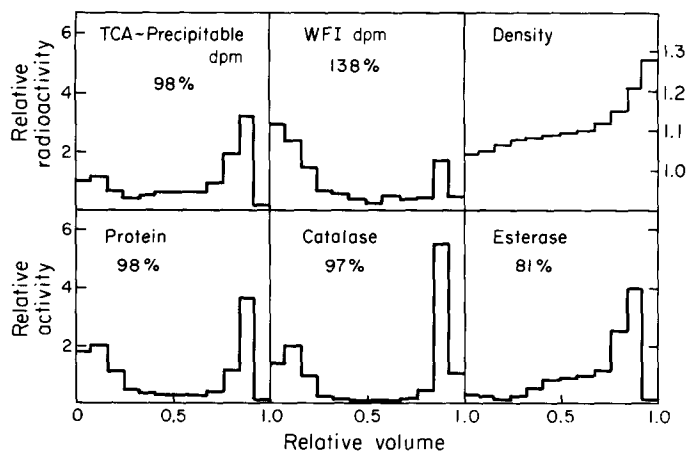 TCA-Precipitable
dpm
98%
WFI dpm
138%
Density
6
4
2
Relative
radioactivity
1.3
1.2
1.1
1.0
Protein
98%
Catalase
97%
Esterase
81%
6
4
2
Relative
activity
0 0.5 1.0 0.5 1.0 0.5 1.0
Relative volume